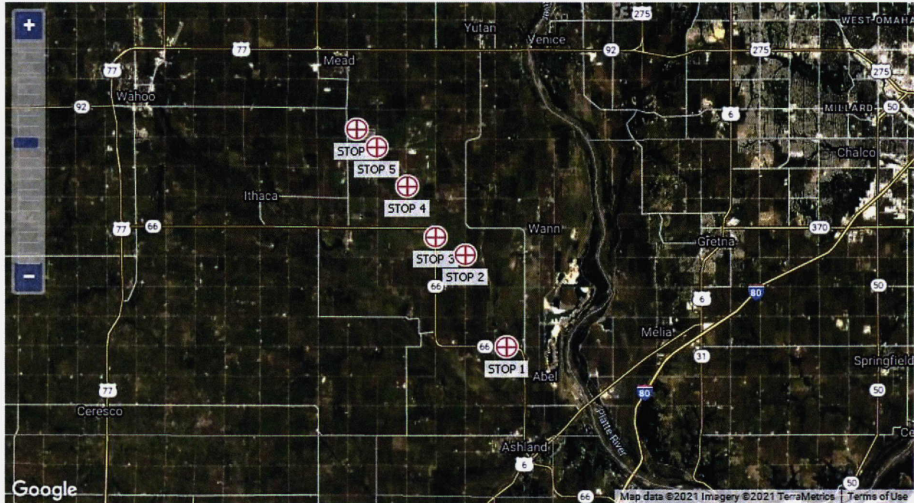 +
275
WEST OMAHA
Yutan
Venice
77
92
275
Mead
275
77
Wahoo
92
6
MILLARD
50
STOP
Chalco
STOP 5
Ithaca
STOP 4
77
66
Wann
370
STOP 3
Gretna
STOP 2
−
66
80
50
6
Melia
66
31
STOP 1
Springfield
Abel
77
80
50
Ceresco
Platte River
Ashland
6
66
50
Google
Map data ©2021 Imagery ©2021 TerraMetrics
Terms of Use